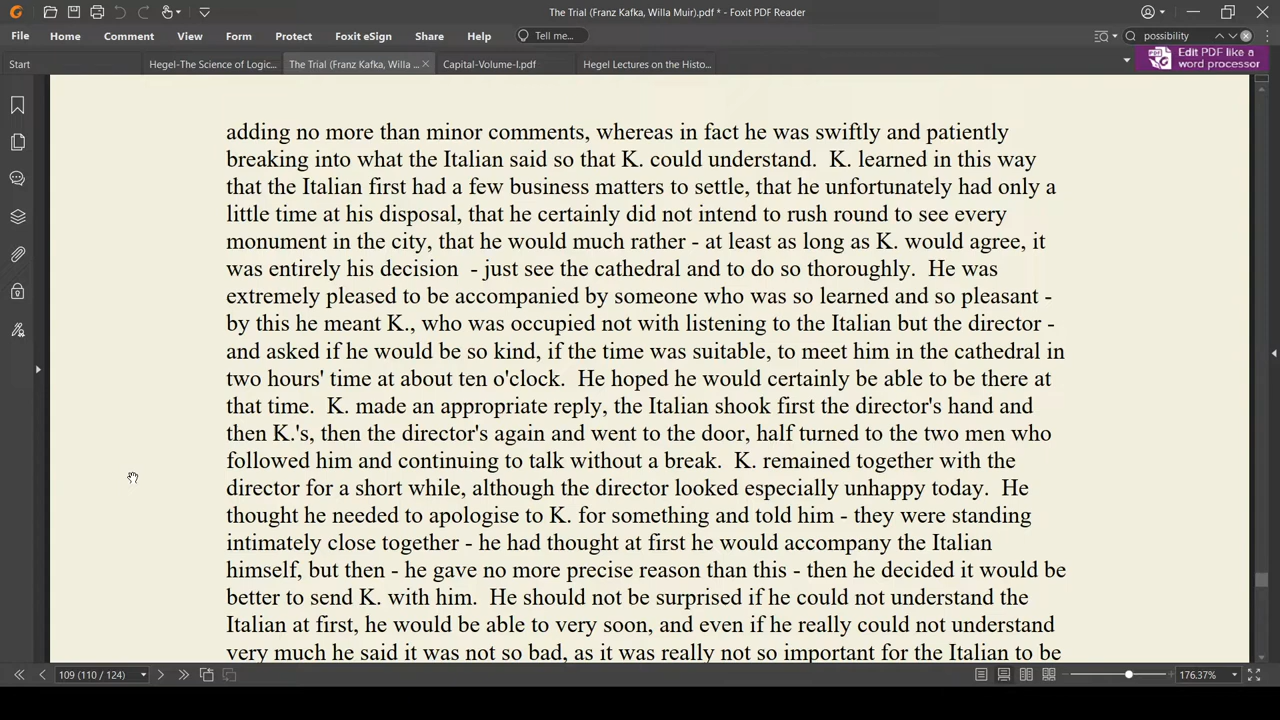 The Trial (Franz Kafka, Willa Muir).pdf * - Foxit PDF Reader
File Home Comment View Form Protect Foxit eSign Share Help Tell me... possibility
Start Hegel-The Science of Logic... The Trial (Franz Kafka, Willa ... Capital-Volume-I.pdf Hegel Lectures on the Histo...
Edit PDF like a
word processor
adding no more than minor comments, whereas in fact he was swiftly and patiently
breaking into what the Italian said so that K. could understand.  K. learned in this way
that the Italian first had a few business matters to settle, that he unfortunately had only a
little time at his disposal, that he certainly did not intend to rush round to see every
monument in the city, that he would much rather - at least as long as K. would agree, it
was entirely his decision  - just see the cathedral and to do so thoroughly.  He was
extremely pleased to be accompanied by someone who was so learned and so pleasant -
by this he meant K., who was occupied not with listening to the Italian but the director -
and asked if he would be so kind, if the time was suitable, to meet him in the cathedral in
two hours' time at about ten o'clock.  He hoped he would certainly be able to be there at
that time.  K. made an appropriate reply, the Italian shook first the director's hand and
then K.'s, then the director's again and went to the door, half turned to the two men who
followed him and continuing to talk without a break.  K. remained together with the
director for a short while, although the director looked especially unhappy today.  He
thought he needed to apologise to K. for something and told him - they were standing
intimately close together - he had thought at first he would accompany the Italian
himself, but then - he gave no more precise reason than this - then he decided it would be
better to send K. with him.  He should not be surprised if he could not understand the
Italian at first, he would be able to very soon, and even if he really could not understand
very much he said it was not so bad, as it was really not so important for the Italian to be
109 (110 / 124) 176.37%